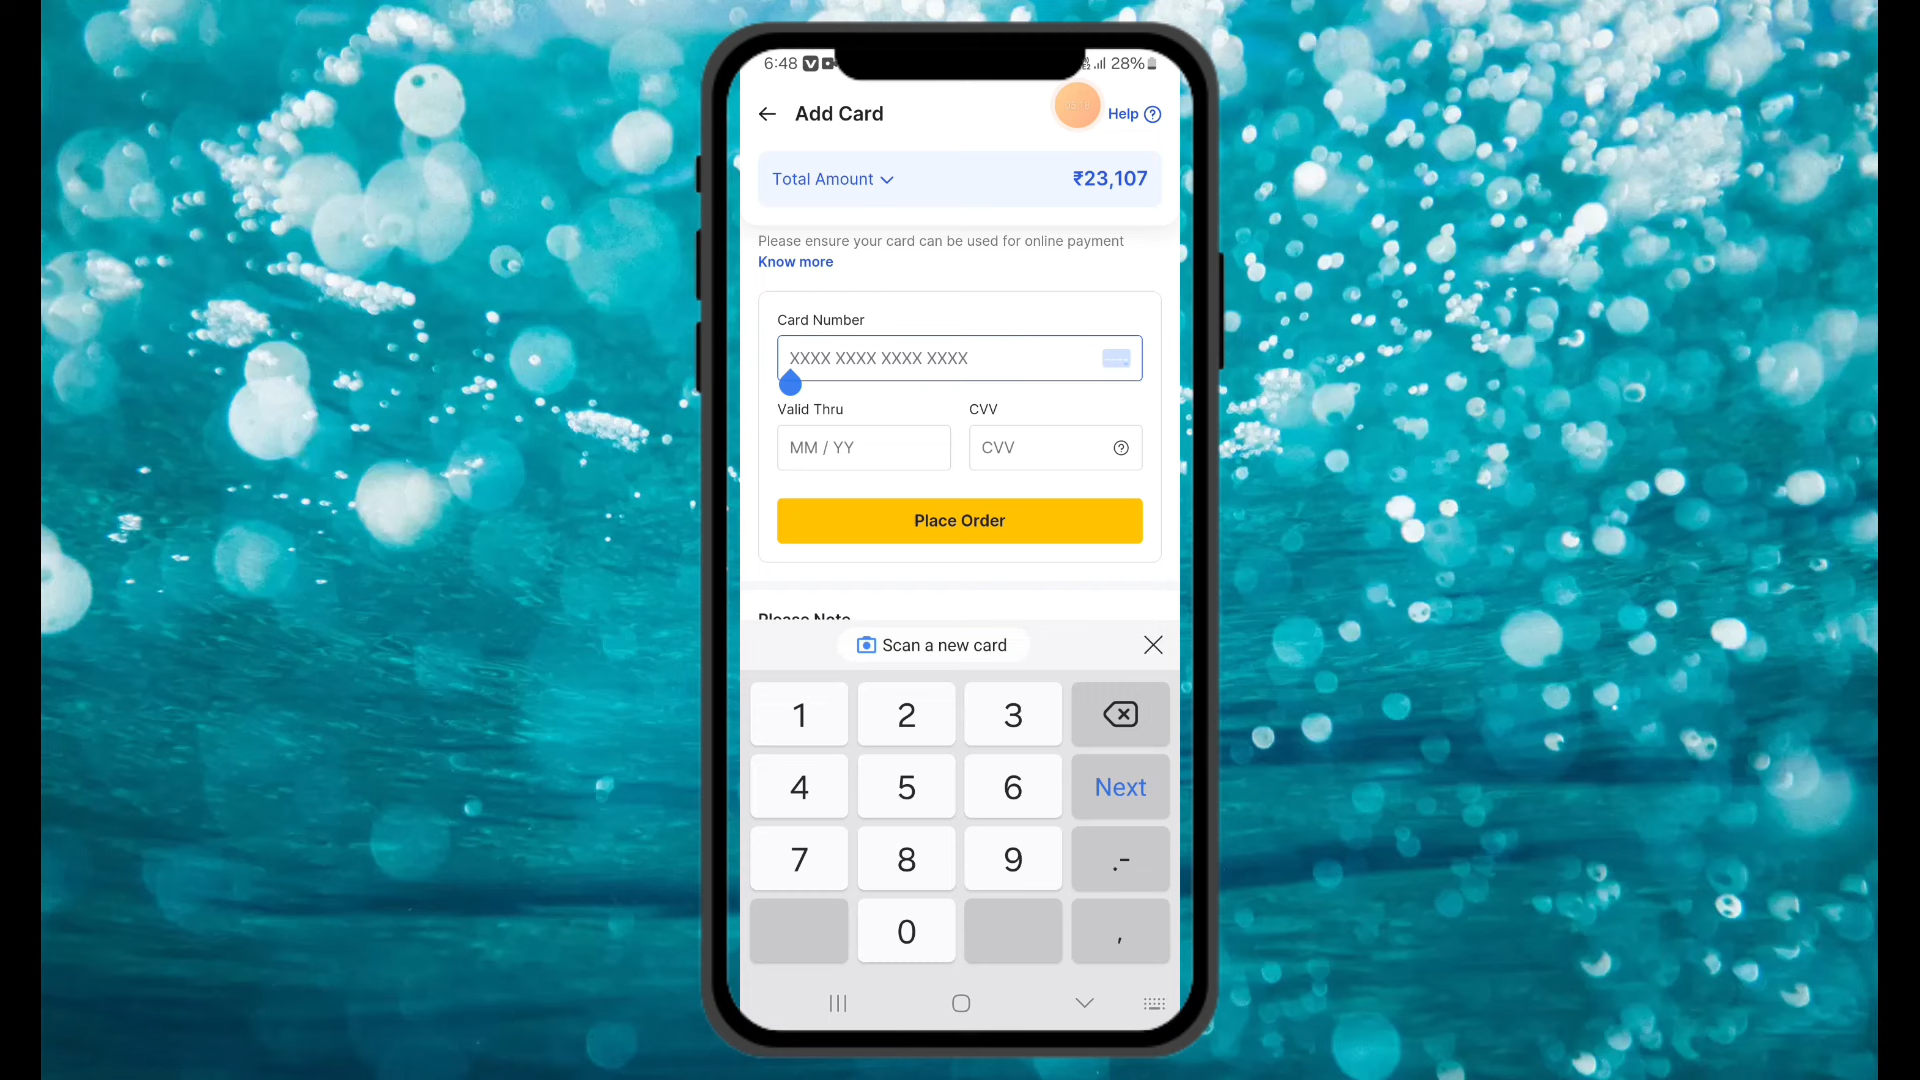 6:48 28%
Add Card
03:18
Help
Total Amount ₹23,107
Please ensure your card can be used for online payment
Know more
Card Number
XXXX XXXX XXXX XXXX
Valid Thru CVV
MM / YY CVV
Place Order
Please Note
Scan a new card
1 2 3
4 5 6 Next
7 8 9 .-
0 ,